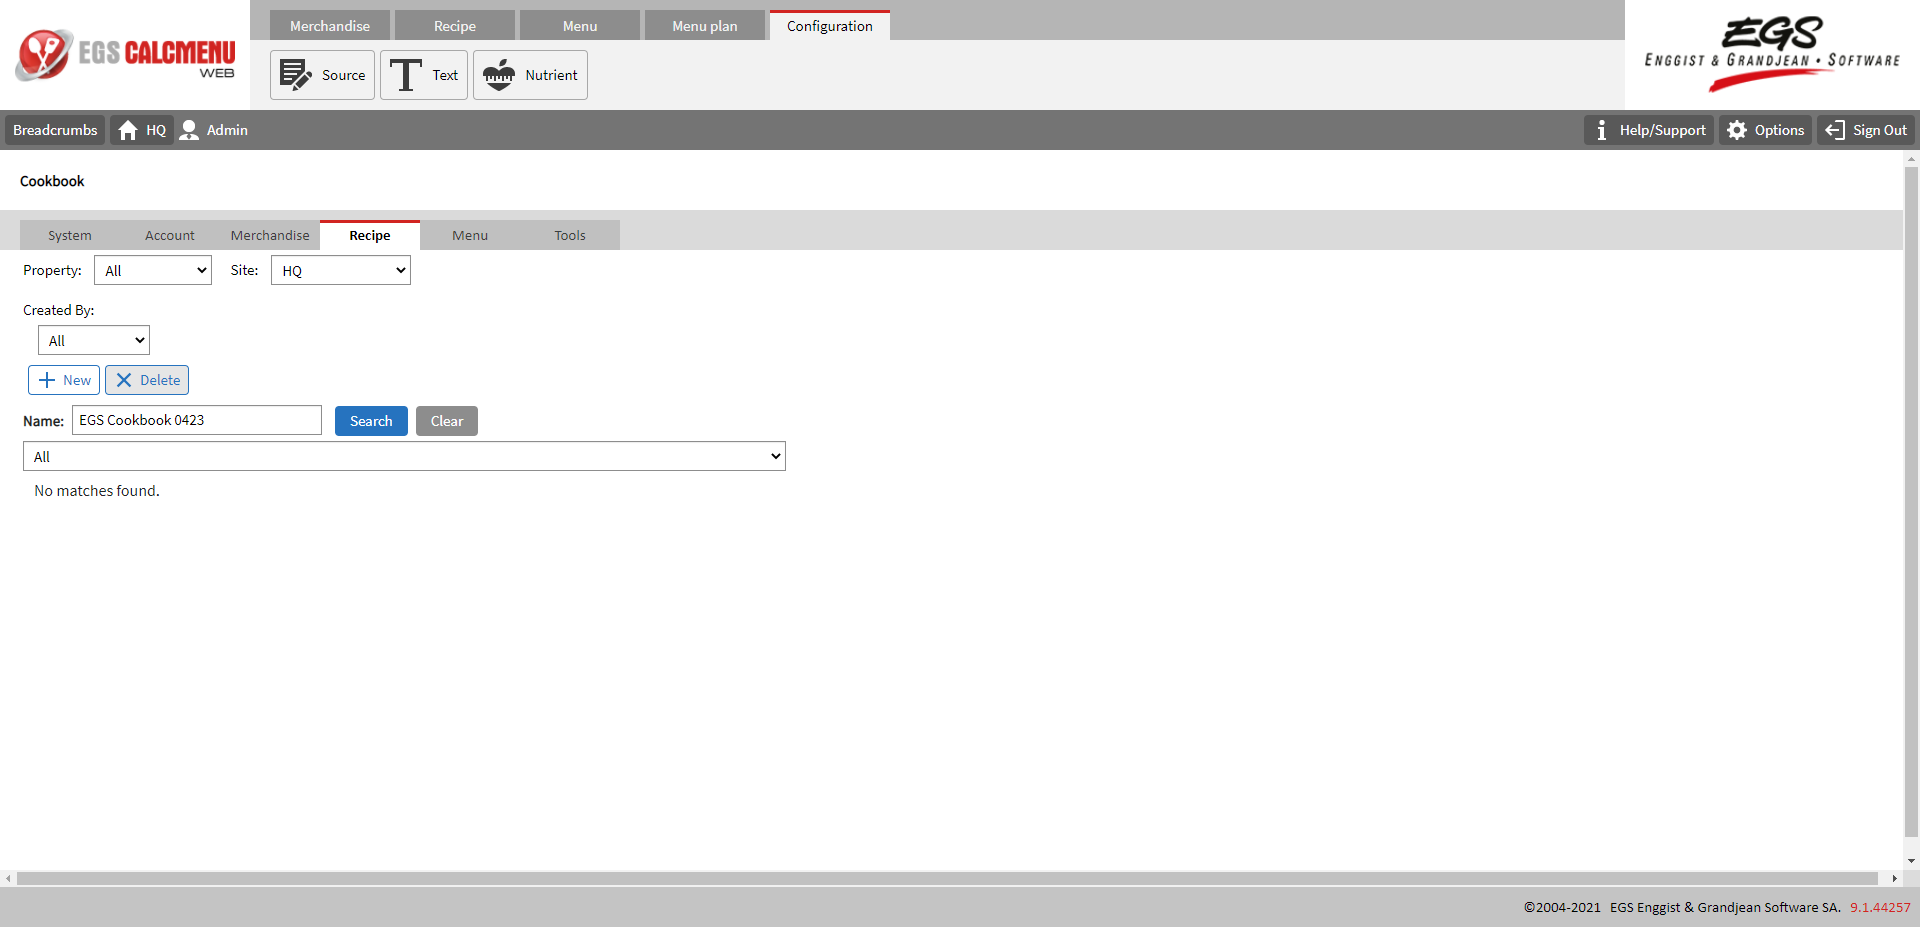 EGS CALCMENU
WEB
Merchandise Recipe Menu Menu plan Configuration
Source Text Nutrient
EGS
ENGGIST & GRANDJEAN • SOFTWARE
Breadcrumbs HQ Admin Help/Support Options Sign Out
Cookbook
System Account Merchandise Recipe Menu Tools
Property: All Site: HQ
Created By:
All
New Delete
Name: EGS Cookbook 0423 Search Clear
All
No matches found.
©2004-2021 EGS Enggist & Grandjean Software SA. 9.1.44257